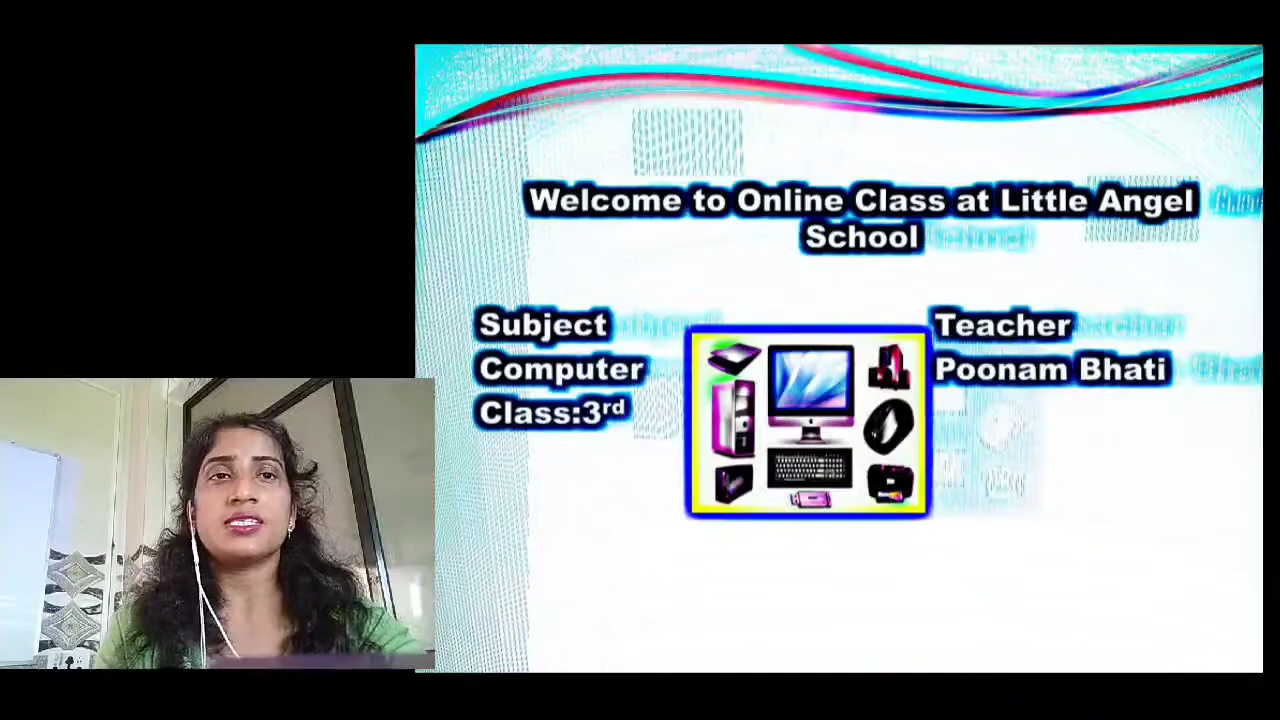 Welcome to Online Class at Little Angel
School
Subject
Computer
Class:3rd
Teacher
Poonam Bhati